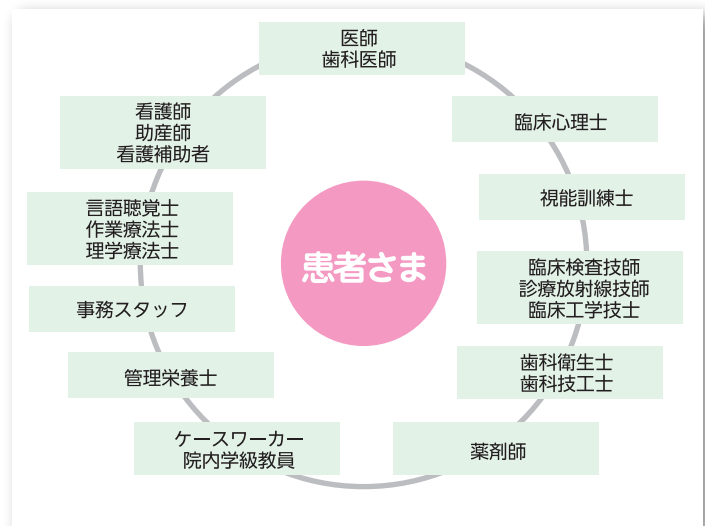 医師
歯科医師
臨床心理士
視能訓練士
臨床検査技師
診療放射線技師
臨床工学技士
歯科衛生士
歯科技工士
薬剤師
ケースワーカー
院内学級教員
管理栄養士
事務スタッフ
言語聴覚士
作業療法士
理学療法士
看護師
助産師
看護補助者
患者さま